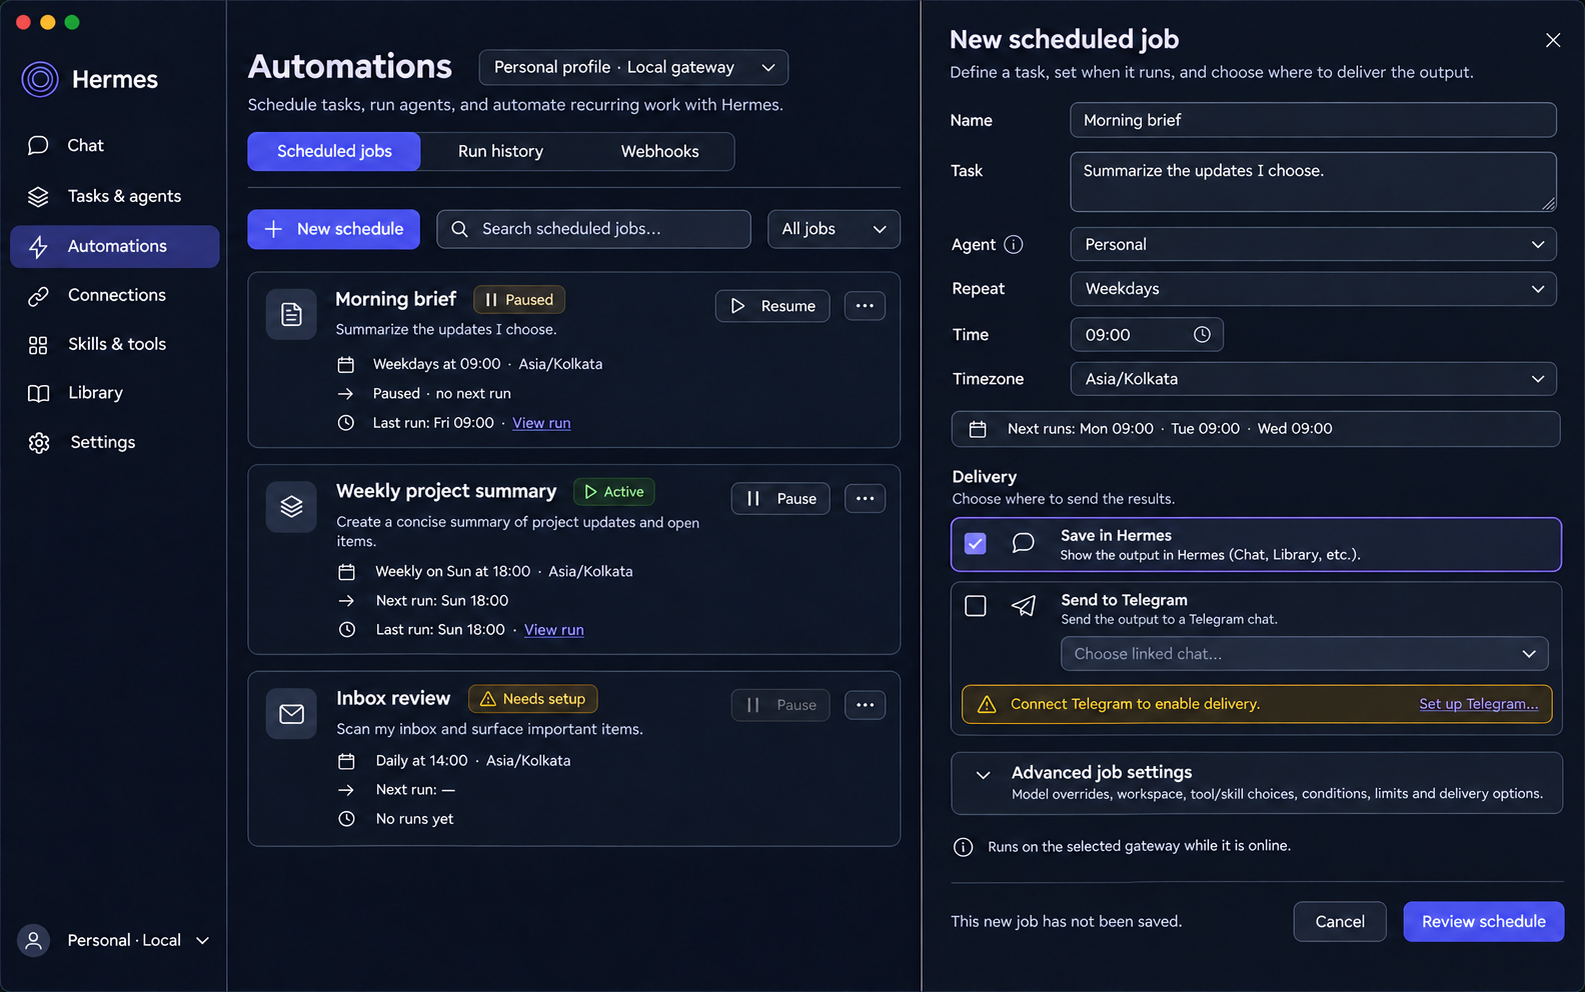 Hermes
Chat
Tasks & agents
Automations
Connections
Skills & tools
Library
Settings
Personal · Local
Automations
Personal profile · Local gateway
Schedule tasks, run agents, and automate recurring work with Hermes.
Scheduled jobs
Run history
Webhooks
New schedule
Search scheduled jobs...
All jobs
Morning brief
Paused
Resume
Summarize the updates I choose.
Weekdays at 09:00 · Asia/Kolkata
Paused · no next run
Last run: Fri 09:00 · View run
Weekly project summary
Active
Pause
Create a concise summary of project updates and open
items.
Weekly on Sun at 18:00 · Asia/Kolkata
Next run: Sun 18:00
Last run: Sun 18:00 · View run
Inbox review
Needs setup
Pause
Scan my inbox and surface important items.
Daily at 14:00 · Asia/Kolkata
Next run: —
No runs yet
New scheduled job
Define a task, set when it runs, and choose where to deliver the output.
Name
Morning brief
Task
Summarize the updates I choose.
Agent
Personal
Repeat
Weekdays
Time
09:00
Timezone
Asia/Kolkata
Next runs: Mon 09:00 · Tue 09:00 · Wed 09:00
Delivery
Choose where to send the results.
Save in Hermes
Show the output in Hermes (Chat, Library, etc.).
Send to Telegram
Send the output to a Telegram chat.
Choose linked chat...
Connect Telegram to enable delivery.
Set up Telegram...
Advanced job settings
Model overrides, workspace, tool/skill choices, conditions, limits and delivery options.
Runs on the selected gateway while it is online.
This new job has not been saved.
Cancel
Review schedule